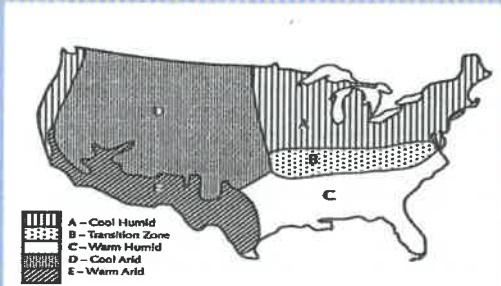 A
B
C
D
E
A – Cool Humid
B – Transition Zone
C – Warm Humid
D – Cool Arid
E – Warm Arid